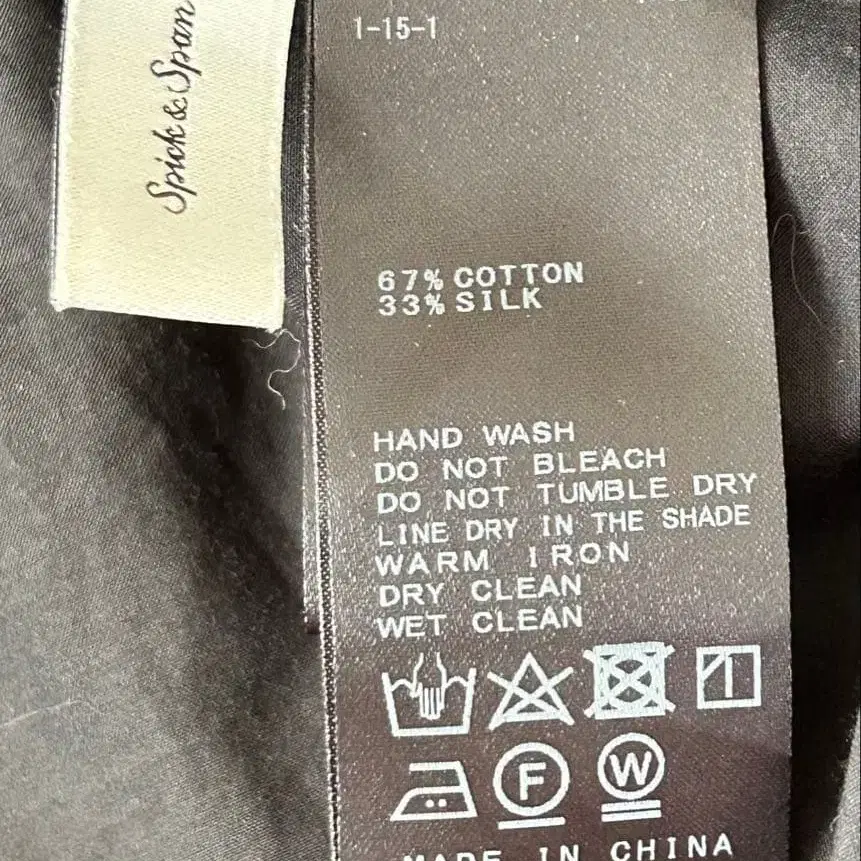 Spick & Span
1-15-1
67% COTTON
33% SILK
HAND WASH
DO NOT BLEACH
DO NOT TUMBLE DRY
LINE DRY IN THE SHADE
WARM IRON
DRY CLEAN
WET CLEAN
F
W
MADE IN CHINA